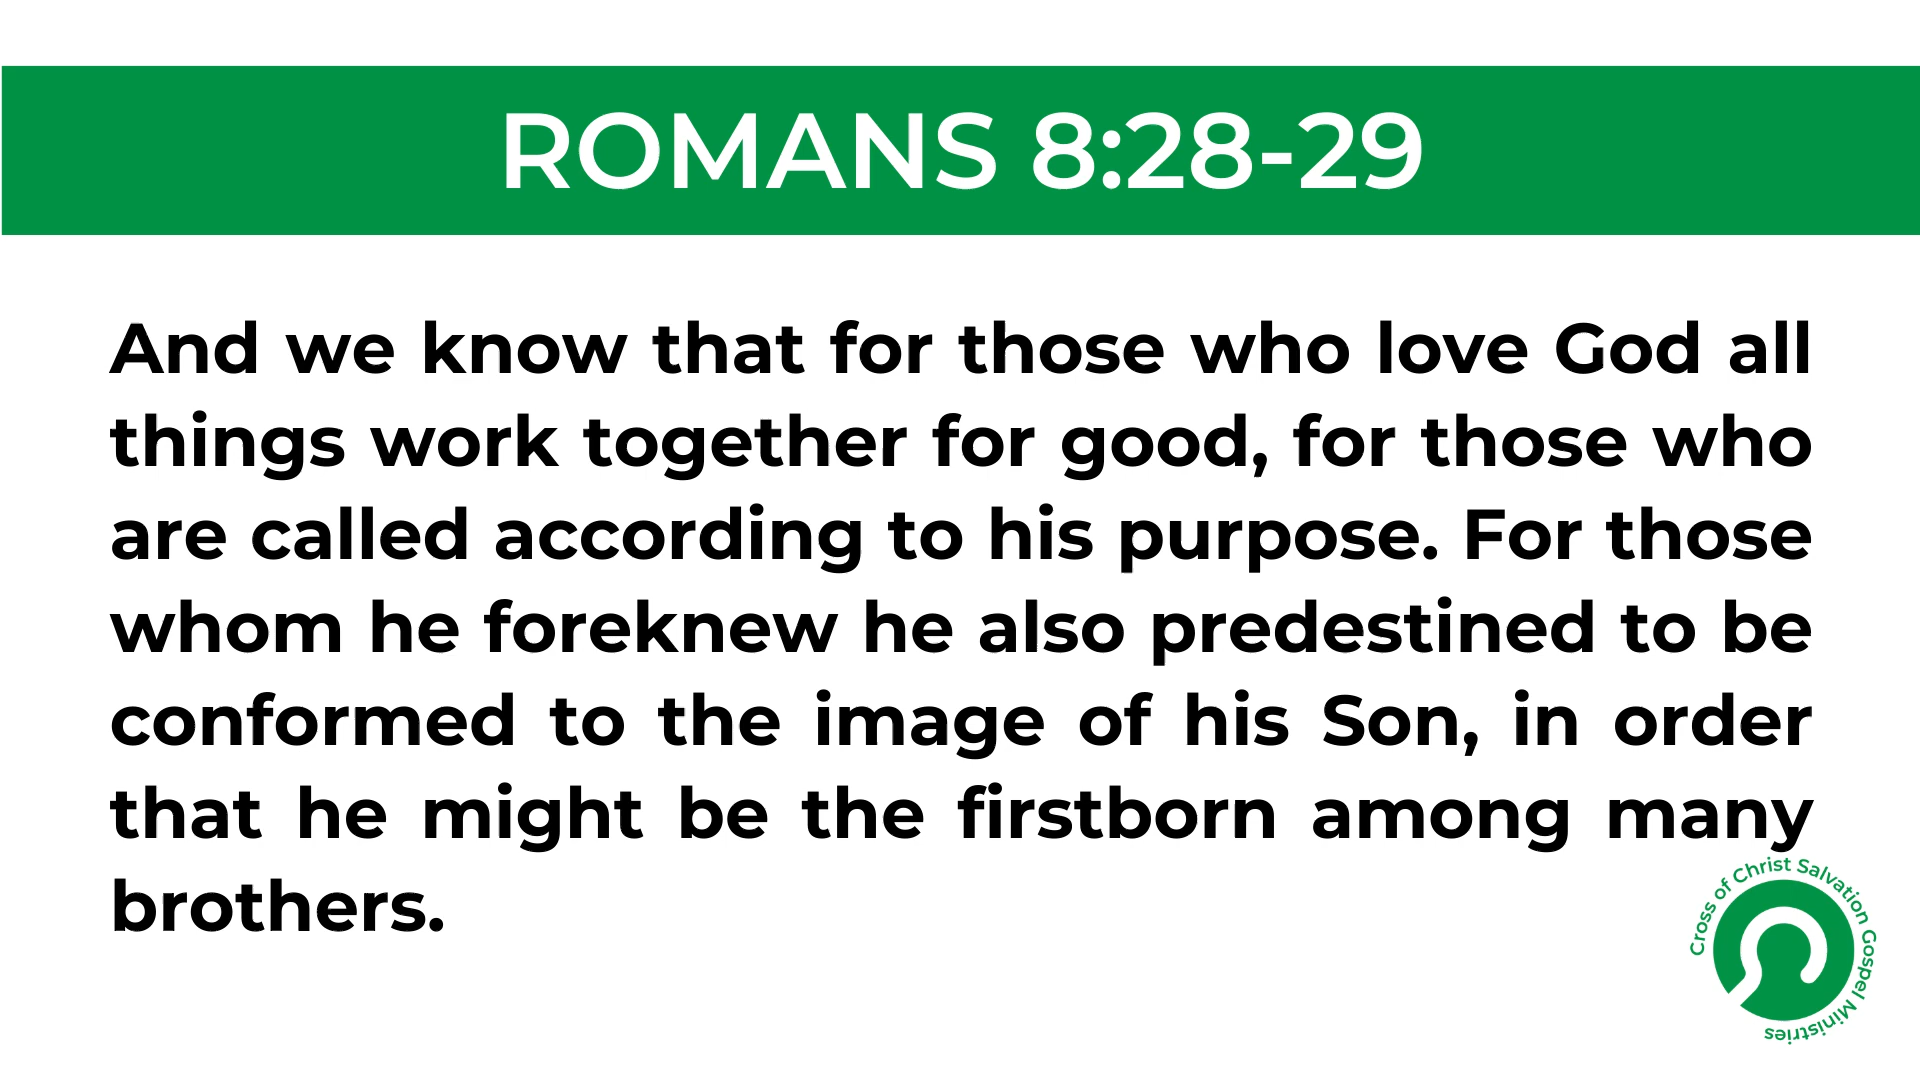 ROMANS 8:28-29
And we know that for those who love God all
things work together for good, for those who
are called according to his purpose. For those
whom he foreknew he also predestined to be
conformed to the image of his Son, in order
that he might be the firstborn among many
brothers.
Cross of Christ Salvation Gospel Ministries